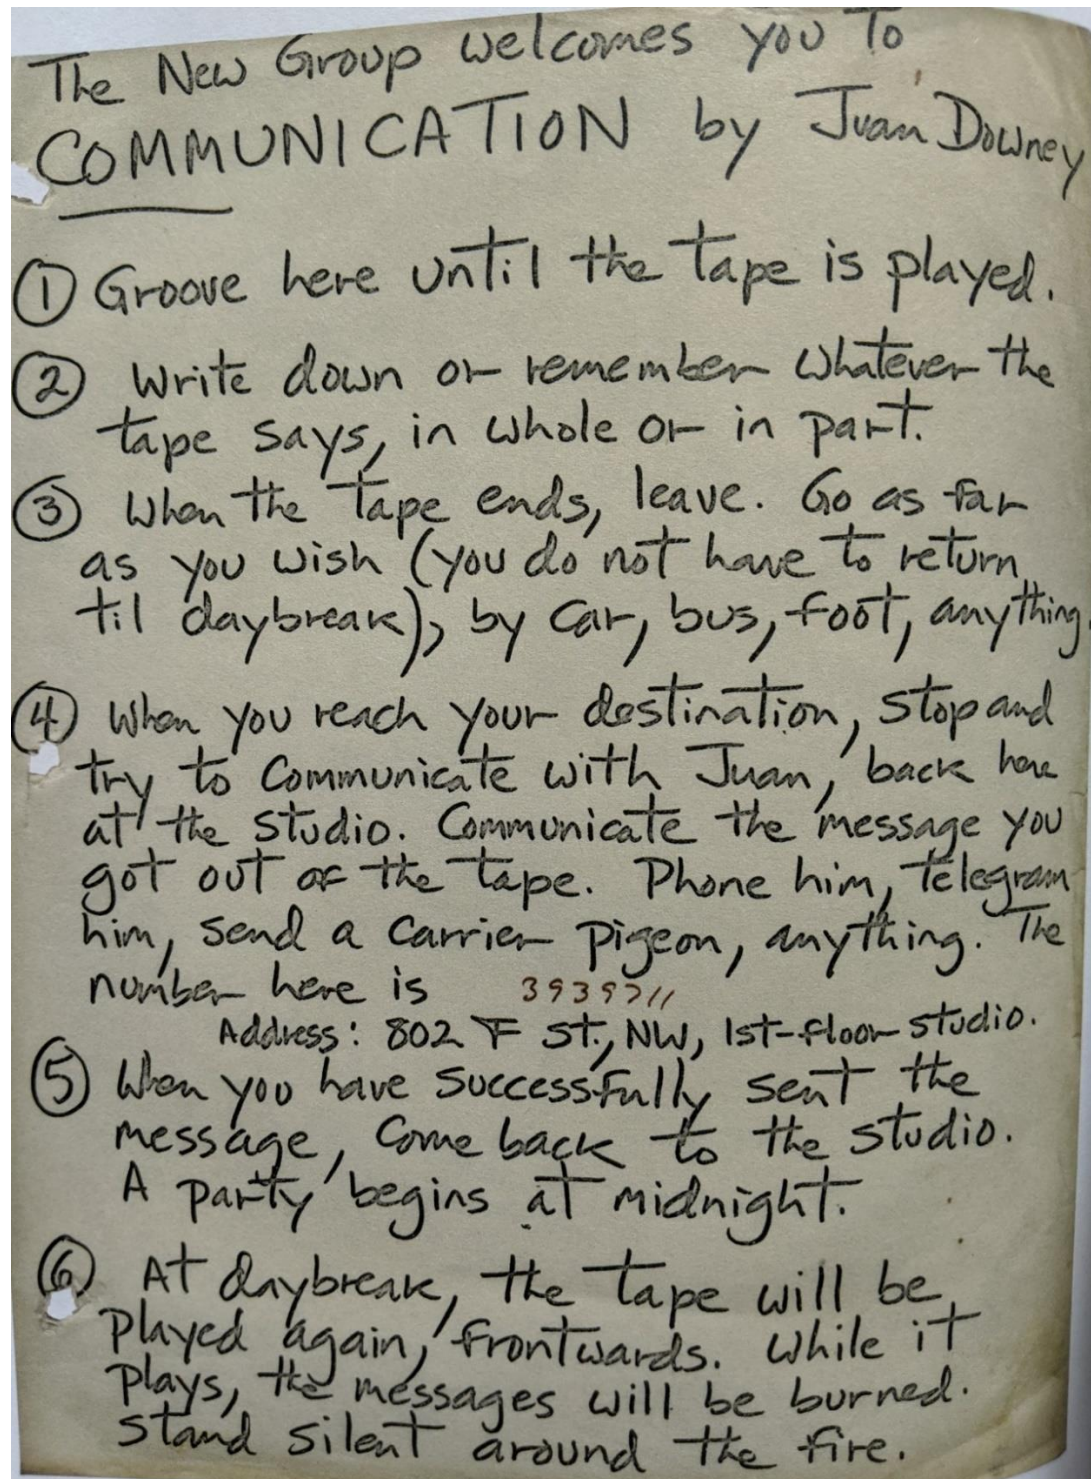 The New Group welcomes you to
COMMUNICATION by Juan Downey
① Groove here until the tape is played.
② Write down or remember whatever the
tape says, in whole or in part.
③ When the tape ends, leave. Go as far
as you wish (you do not have to return
til daybreak), by car, bus, foot, anything.
④ When you reach your destination, stop and
try to communicate with Juan, back here
at the studio. Communicate the message you
got out of the tape. Phone him, telegram
him, send a carrier pigeon, anything. The
number here is 3939711
Address: 802 F St., NW, 1st-floor studio.
⑤ When you have successfully sent the
message, come back to the studio.
A party begins at midnight.
⑥ At daybreak, the tape will be
played again, frontwards. While it
plays, the messages will be burned.
Stand silent around the fire.